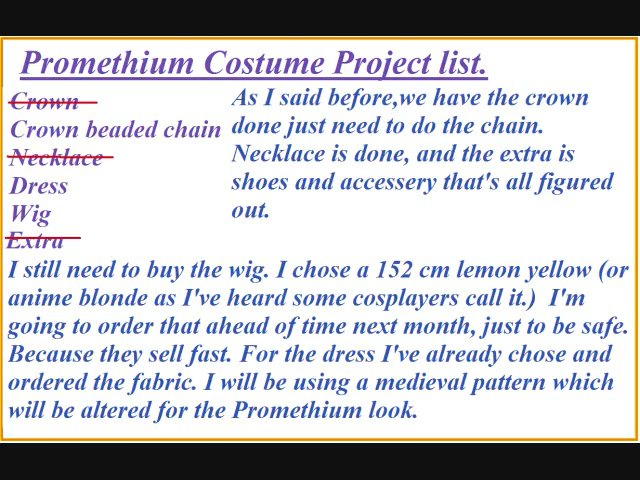 Promethium Costume Project list.
Crown
Crown beaded chain
Necklace
Dress
Wig
Extra
As I said before,we have the crown
done just need to do the chain.
Necklace is done, and the extra is
shoes and accessery that's all figured
out.
I still need to buy the wig. I chose a 152 cm lemon yellow (or
anime blonde as I've heard some cosplayers call it.)  I'm
going to order that ahead of time next month, just to be safe.
Because they sell fast. For the dress I've already chose and
ordered the fabric. I will be using a medieval pattern which
will be altered for the Promethium look.